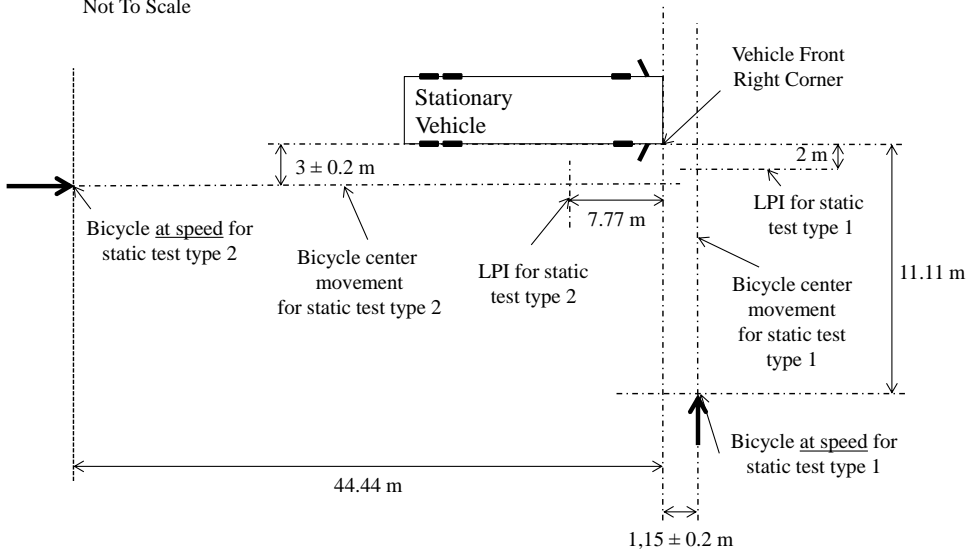 Not To Scale
Vehicle Front
Right Corner
Stationary
Vehicle
3 ± 0.2 m
2 m
7.77 m
LPI for static
test type 1
Bicycle at speed for
static test type 2
Bicycle center
movement
for static test type 2
LPI for static
test type 2
Bicycle center
movement
for static test
type 1
11.11 m
Bicycle at speed for
static test type 1
44.44 m
1,15 ± 0.2 m